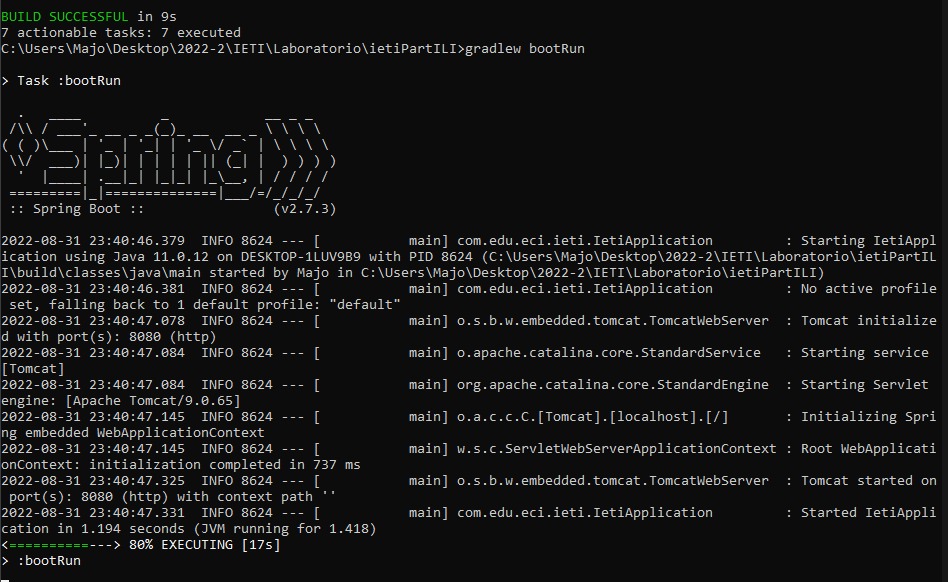 BUILD SUCCESSFUL in 9s
7 actionable tasks: 7 executed
C:\Users\Majo\Desktop\2022-2\IETI\Laboratorio\ietiPartILI>gradlew bootRun
> Task :bootRun
  .   ____          _            __ _ _
 /\\ / ___'_ __ _ _(_)_ __  __ _ \ \ \ \
( ( )\___ | '_ | '_| | '_ \/ _` | \ \ \ \
 \\/  ___)| |_)| | | | | || (_| |  ) ) ) )
  '  |____| .__|_| |_|_| |_\__, | / / / /
 =========|_|==============|___/=/_/_/_/
 :: Spring Boot ::                (v2.7.3)
2022-08-31 23:40:46.379  INFO 8624 --- [           main] com.edu.eci.ieti.IetiApplication         : Starting IetiAppl
ication using Java 11.0.12 on DESKTOP-1LUV9B9 with PID 8624 (C:\Users\Majo\Desktop\2022-2\IETI\Laboratorio\ietiPartIL
I\build\classes\java\main started by Majo in C:\Users\Majo\Desktop\2022-2\IETI\Laboratorio\ietiPartILI)
2022-08-31 23:40:46.381  INFO 8624 --- [           main] com.edu.eci.ieti.IetiApplication         : No active profile
 set, falling back to 1 default profile: "default"
2022-08-31 23:40:47.078  INFO 8624 --- [           main] o.s.b.w.embedded.tomcat.TomcatWebServer  : Tomcat initialize
d with port(s): 8080 (http)
2022-08-31 23:40:47.084  INFO 8624 --- [           main] o.apache.catalina.core.StandardService   : Starting service 
[Tomcat]
2022-08-31 23:40:47.084  INFO 8624 --- [           main] org.apache.catalina.core.StandardEngine  : Starting Servlet 
engine: [Apache Tomcat/9.0.65]
2022-08-31 23:40:47.145  INFO 8624 --- [           main] o.a.c.c.C.[Tomcat].[localhost].[/]       : Initializing Spri
ng embedded WebApplicationContext
2022-08-31 23:40:47.145  INFO 8624 --- [           main] w.s.c.ServletWebServerApplicationContext : Root WebApplicati
onContext: initialization completed in 737 ms
2022-08-31 23:40:47.325  INFO 8624 --- [           main] o.s.b.w.embedded.tomcat.TomcatWebServer  : Tomcat started on
 port(s): 8080 (http) with context path ''
2022-08-31 23:40:47.331  INFO 8624 --- [           main] com.edu.eci.ieti.IetiApplication         : Started IetiAppli
cation in 1.194 seconds (JVM running for 1.418)
<==========---> 80% EXECUTING [17s]
> :bootRun